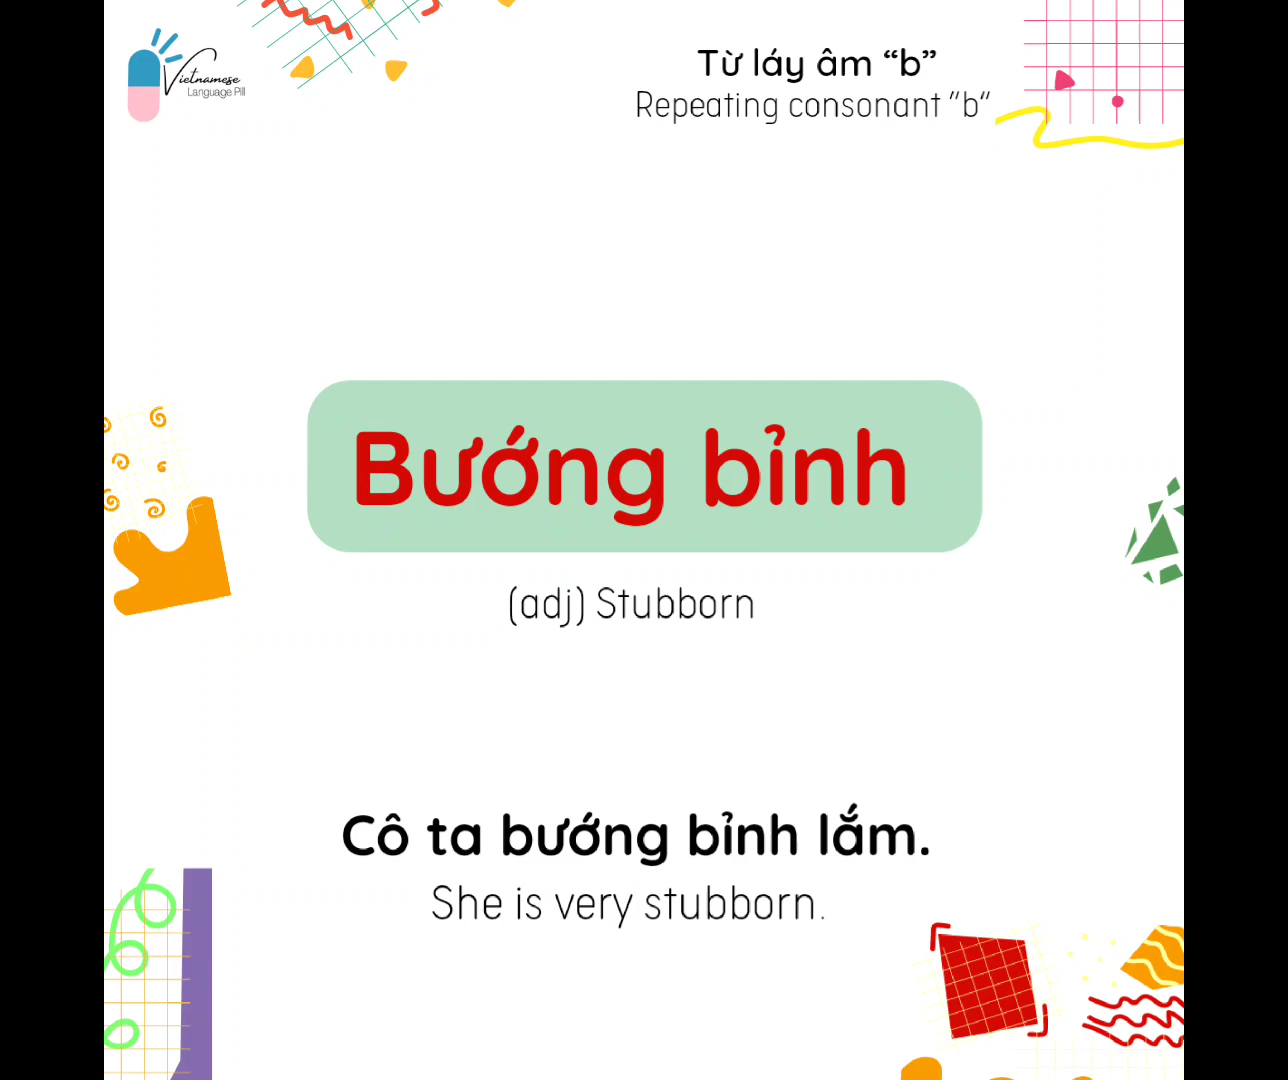 Vietnamese
Language Pill
Từ láy âm “b”
Repeating consonant "b"
Bướng bỉnh
(adj) Stubborn
Cô ta bướng bỉnh lắm.
She is very stubborn.